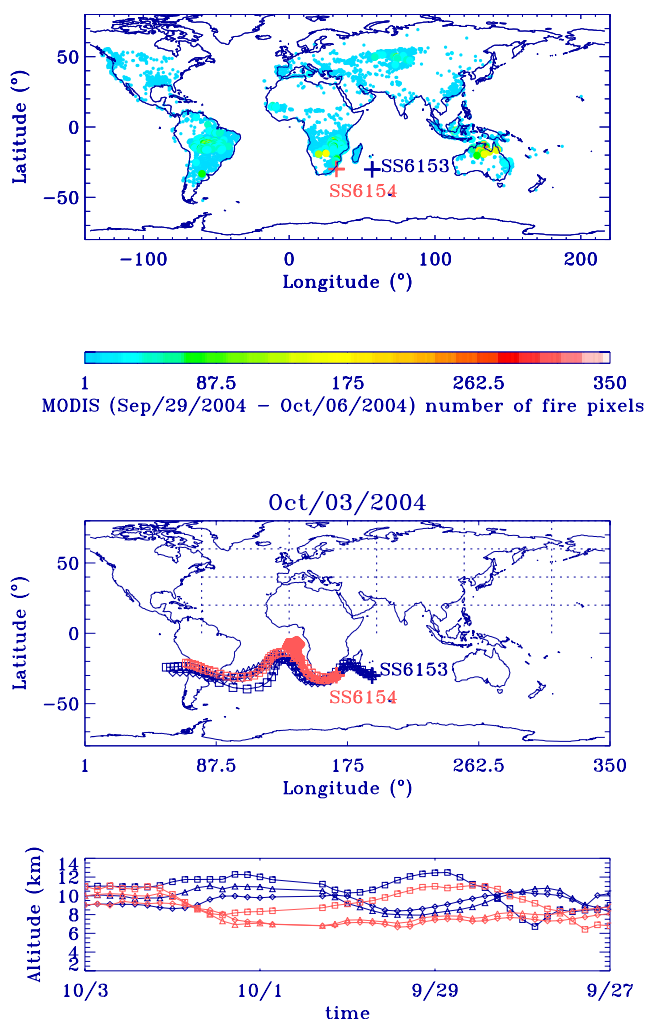 50
0
−50
Latitude (°)
SS6153
SS6154
−100 0 100 200
Longitude (°)
1 87.5 175 262.5 350
MODIS (Sep/29/2004 − Oct/06/2004) number of fire pixels
Oct/03/2004
50
0
−50
Latitude (°)
SS6153
SS6154
1 87.5 175 262.5 350
Longitude (°)
14
12
10
8
6
4
2
Altitude (km)
10/3 10/1 9/29 9/27
time